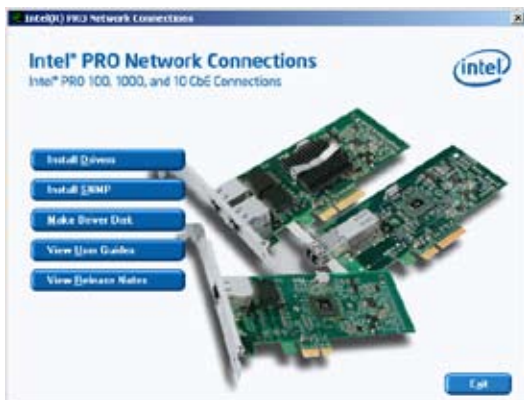 Intel(R) PRO Network Connections
Intel® PRO Network Connections
Intel® PRO 100, 1000, and 10 GbE Connections
intel
Install Drivers
Install SNMP
Make Driver Disk
View User Guides
View Release Notes
Exit